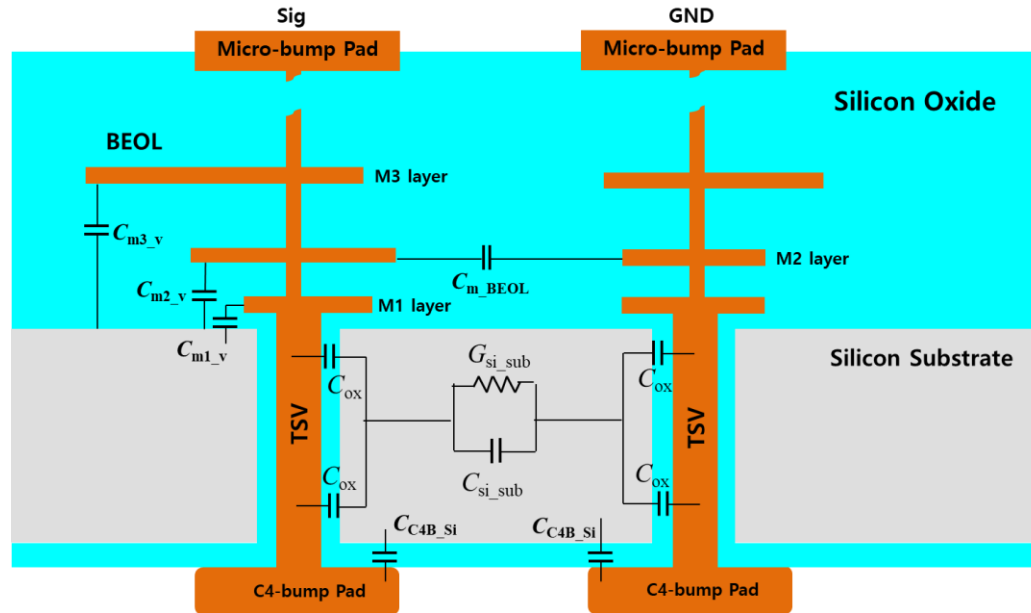 Sig
GND
Micro-bump Pad
Micro-bump Pad
Silicon Oxide
BEOL
M3 layer
Cm3_v
Cm_BEOL
M2 layer
Cm2_v
M1 layer
Cm1_v
Gsi_sub
Silicon Substrate
Cox
Cox
TSV
TSV
Cox
Csi_sub
Cox
CC4B_Si
CC4B_Si
C4-bump Pad
C4-bump Pad